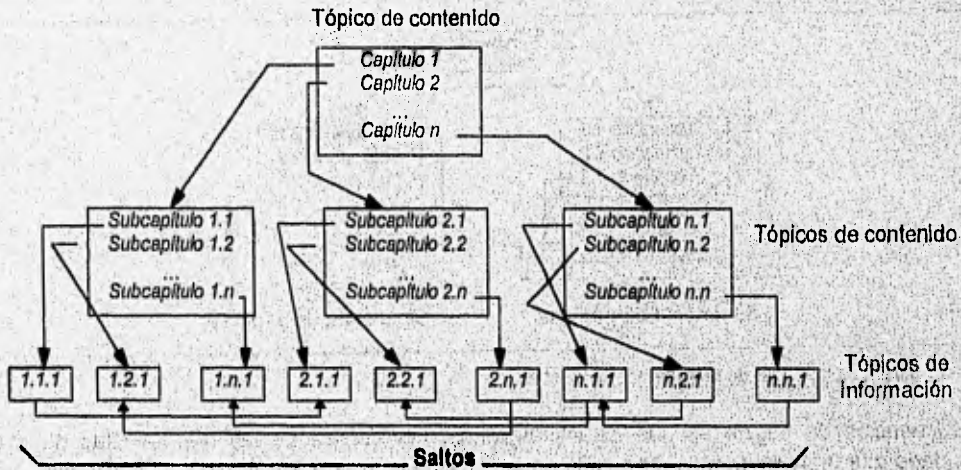 Tópico de contenido
Capítulo 1
Capítulo 2
...
Capítulo n
Subcapítulo 1.1
Subcapítulo 1.2
...
Subcapítulo 1.n
Subcapítulo 2.1
Subcapítulo 2.2
...
Subcapítulo 2.n
Subcapítulo n.1
Subcapítulo n.2
...
Subcapítulo n.n
Tópicos de contenido
1.1.1
1.2.1
1.n.1
2.1.1
2.2.1
2.n.1
n.1.1
n.2.1
n.n.1
Tópicos de
Información
Saltos